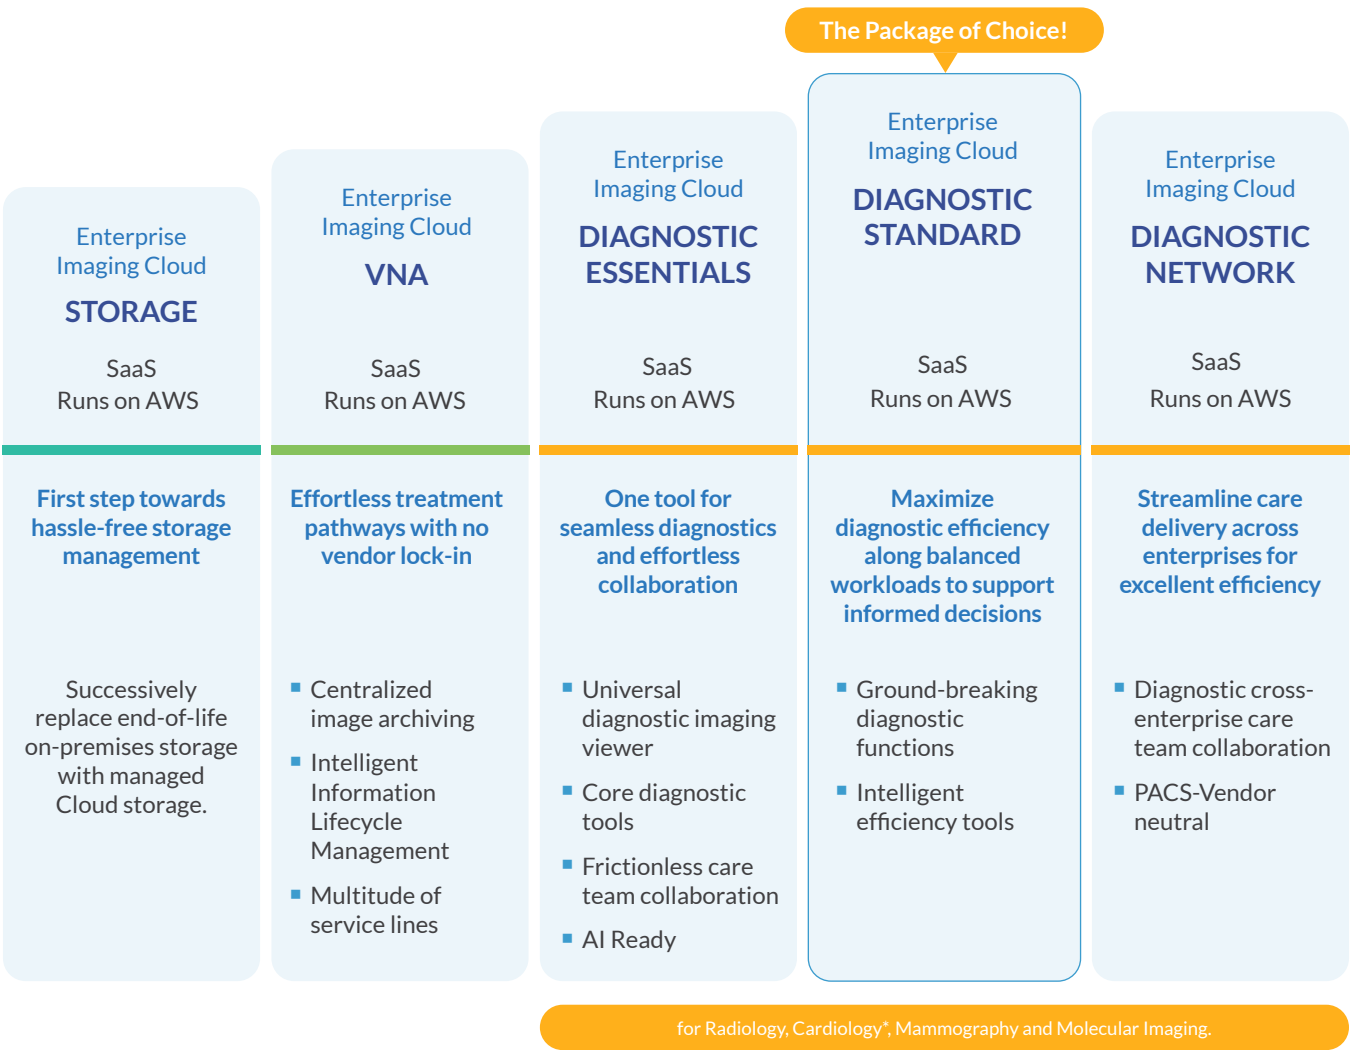 The Package of Choice!
Enterprise
Imaging Cloud
STORAGE
SaaS
Runs on AWS
First step towards
hassle-free storage
management
Successively
replace end-of-life
on-premises storage
with managed
Cloud storage.
Enterprise
Imaging Cloud
VNA
SaaS
Runs on AWS
Effortless treatment
pathways with no
vendor lock-in
Centralized
image archiving
Intelligent
Information
Lifecycle
Management
Multitude of
service lines
Enterprise
Imaging Cloud
DIAGNOSTIC
ESSENTIALS
SaaS
Runs on AWS
One tool for
seamless diagnostics
and effortless
collaboration
Universal
diagnostic imaging
viewer
Core diagnostic
tools
Frictionless care
team collaboration
AI Ready
Enterprise
Imaging Cloud
DIAGNOSTIC
STANDARD
SaaS
Runs on AWS
Maximize
diagnostic efficiency
along balanced
workloads to support
informed decisions
Ground-breaking
diagnostic
functions
Intelligent
efficiency tools
Enterprise
Imaging Cloud
DIAGNOSTIC
NETWORK
SaaS
Runs on AWS
Streamline care
delivery across
enterprises for
excellent efficiency
Diagnostic cross-
enterprise care
team collaboration
PACS-Vendor
neutral
for Radiology, Cardiology*, Mammography and Molecular Imaging.